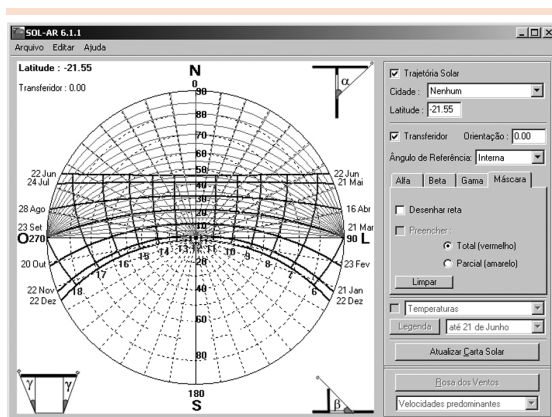 SOL-AR 6.1.1
Arquivo Editar Ajuda
Latitude : -21.55
Transferidor : 0.00
N
0
90
80
70
60
50
40
30
20
10
22 Jun
24 Jul
28 Ago
23 Set
O 270
20 Out
22 Nov
22 Dez
22 Jun
21 Mai
16 Abr
21 Mar
90 L
23 Fev
21 Jan
22 Dez
18 17 16 15 14 13 12 11 10 9 8 7 6
20
40
60
80
180
S
α
β
γ γ
Trajetória Solar
Cidade : Nenhum
Latitude : -21.55
Transferidor Orientação : 0.00
Ângulo de Referência: Interna
Alfa Beta Gama Máscara
Desenhar reta
Preencher :
Total (vermelho)
Parcial (amarelo)
Limpar
Temperaturas
Legenda até 21 de Junho
Atualizar Carta Solar
Rosa dos Ventos
Velocidades predominantes